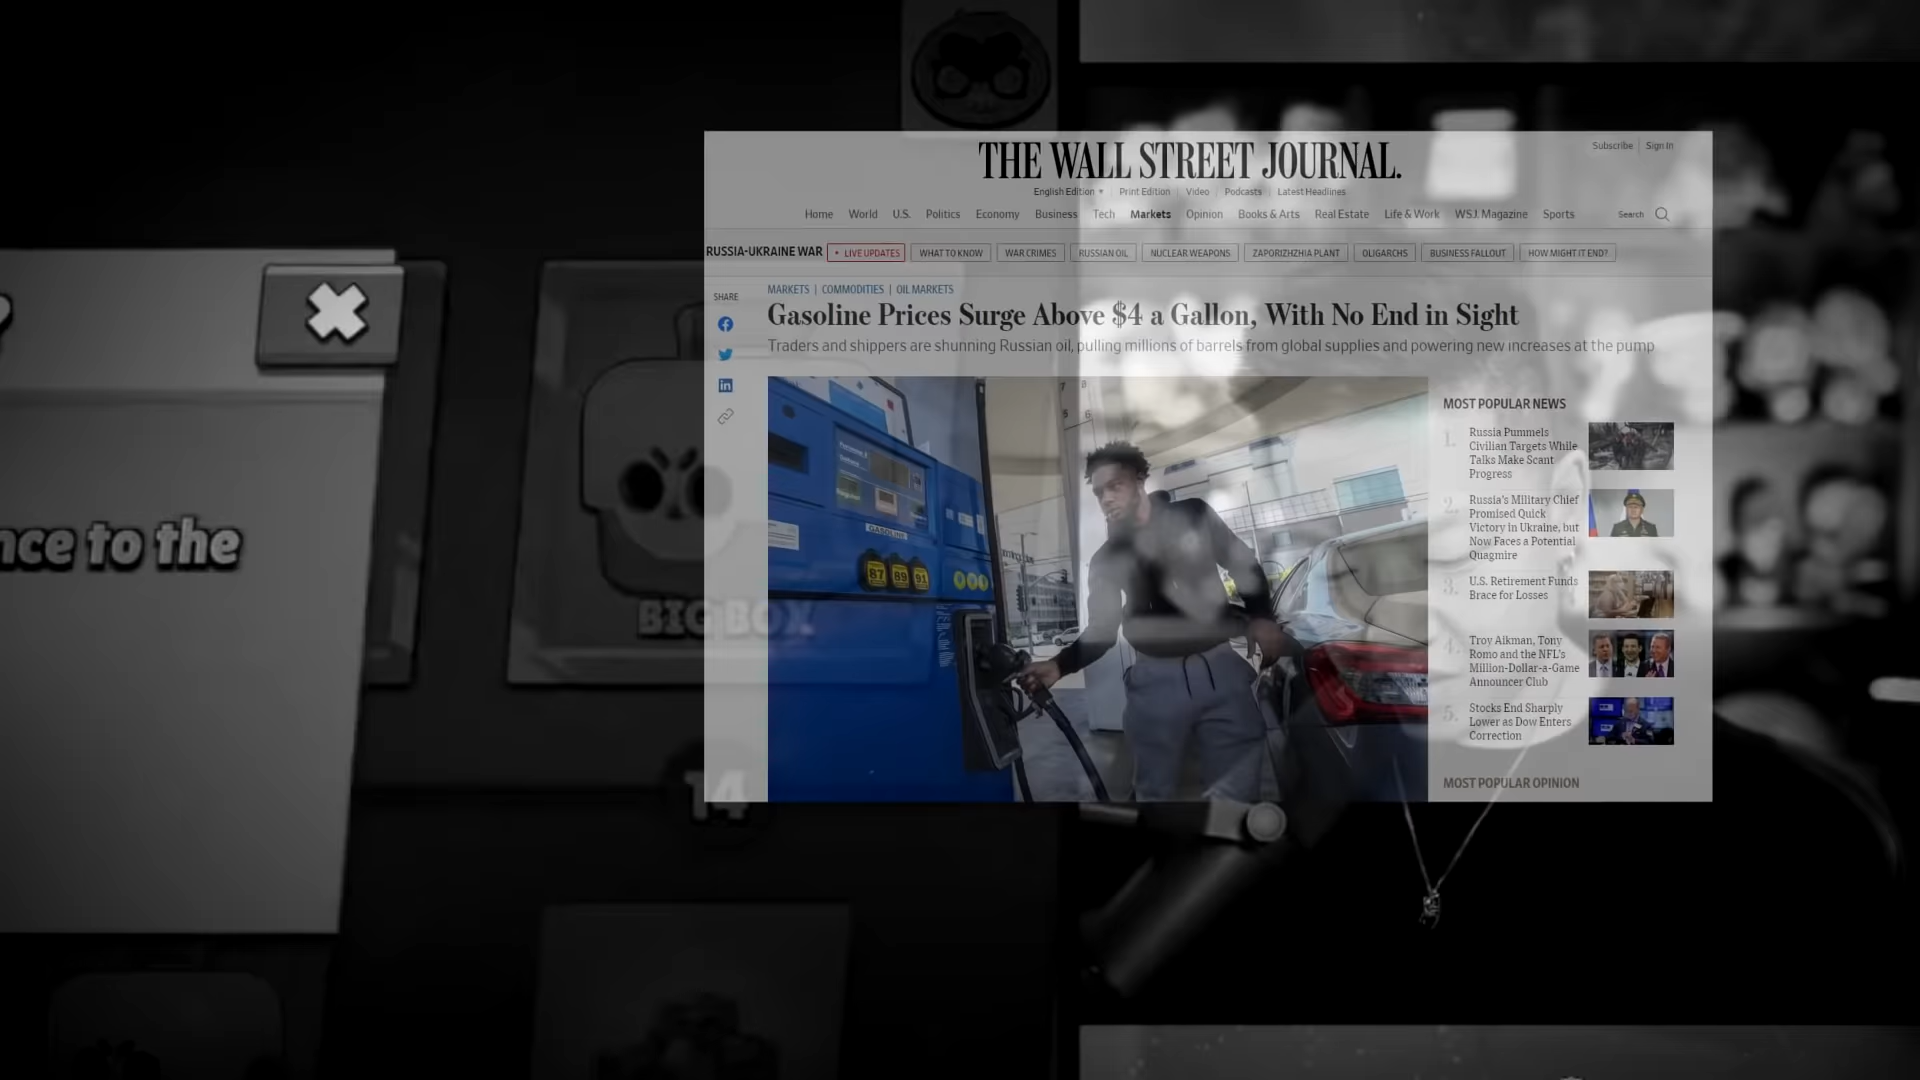 THE WALL STREET JOURNAL.
Subscribe Sign In
English Edition Print Edition Video Podcasts Latest Headlines
Home World U.S. Politics Economy Business Tech Markets Opinion Books & Arts Real Estate Life & Work WSJ. Magazine Sports
Search
RUSSIA-UKRAINE WAR LIVE UPDATES WHAT TO KNOW WAR CRIMES RUSSIAN OIL NUCLEAR WEAPONS ZAPORIZHZHIA PLANT OLIGARCHS BUSINESS FALLOUT HOW MIGHT IT END?
SHARE
MARKETS | COMMODITIES | OIL MARKETS
Gasoline Prices Surge Above $4 a Gallon, With No End in Sight
Traders and shippers are shunning Russian oil, pulling millions of barrels from global supplies and powering new increases at the pump
GASOLINE
87 89 91
MOST POPULAR NEWS
1. Russia Pummels
Civilian Targets While
Talks Make Scant
Progress
2. Russia's Military Chief
Promised Quick
Victory in Ukraine, but
Now Faces a Potential
Quagmire
3. U.S. Retirement Funds
Brace for Losses
4. Troy Aikman, Tony
Romo and the NFL's
Million-Dollar-a-Game
Announcer Club
5. Stocks End Sharply
Lower as Dow Enters
Correction
MOST POPULAR OPINION
nce to the
BIG BOX
14